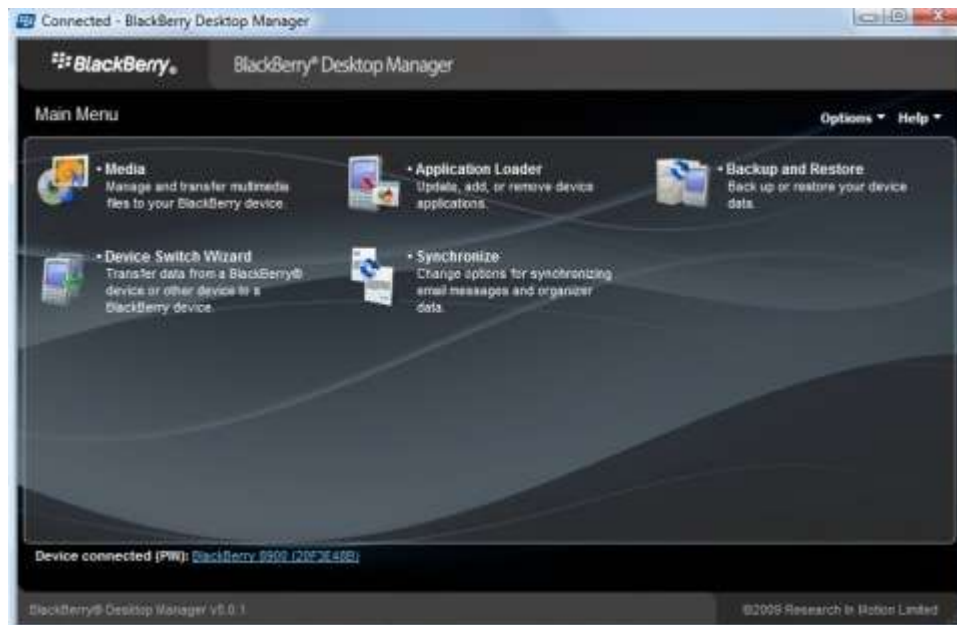 Connected - BlackBerry Desktop Manager
BlackBerry®
BlackBerry® Desktop Manager
Main Menu
Options
Help
Media
Manage and transfer multimedia
files to your BlackBerry device.
Application Loader
Update, add, or remove device
applications.
Backup and Restore
Back up or restore your device
data.
Device Switch Wizard
Transfer data from a BlackBerry®
device or other device to a
BlackBerry device.
Synchronize
Change options for synchronizing
email messages and organizer
data.
Device connected (PIN): BlackBerry 8900 (20F3E48B)
BlackBerry® Desktop Manager v5.0.1
©2009 Research In Motion Limited